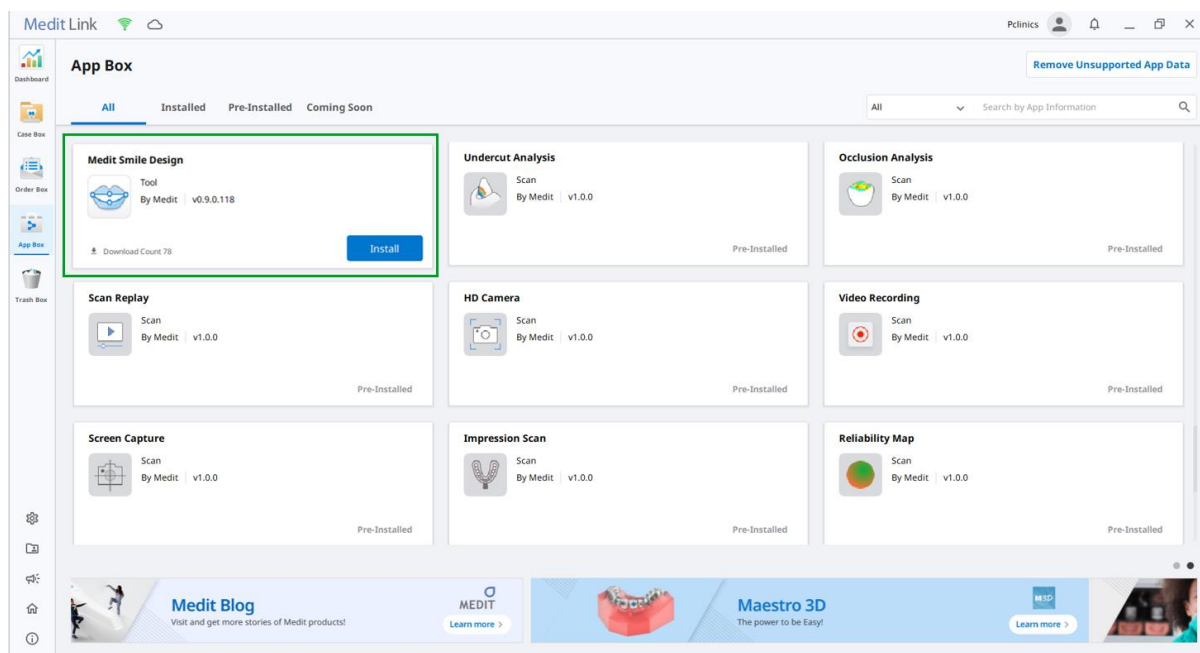 Medit Link
Pclinics
Dashboard
Case Box
Order Box
App Box
Trash Box
App Box
Remove Unsupported App Data
All Installed Pre-Installed Coming Soon
All
Search by App Information
Medit Smile Design
Tool
By Medit v0.9.0.118
Download Count 78
Install
Undercut Analysis
Scan
By Medit v1.0.0
Pre-Installed
Occlusion Analysis
Scan
By Medit v1.0.0
Pre-Installed
Scan Replay
Scan
By Medit v1.0.0
Pre-Installed
HD Camera
Scan
By Medit v1.0.0
Pre-Installed
Video Recording
Scan
By Medit v1.0.0
Pre-Installed
Screen Capture
Scan
By Medit v1.0.0
Pre-Installed
Impression Scan
Scan
By Medit v1.0.0
Pre-Installed
Reliability Map
Scan
By Medit v1.0.0
Pre-Installed
Medit Blog
Visit and get more stories of Medit products!
MEDIT
Learn more >
Maestro 3D
The power to be Easy!
M3D
Learn more >